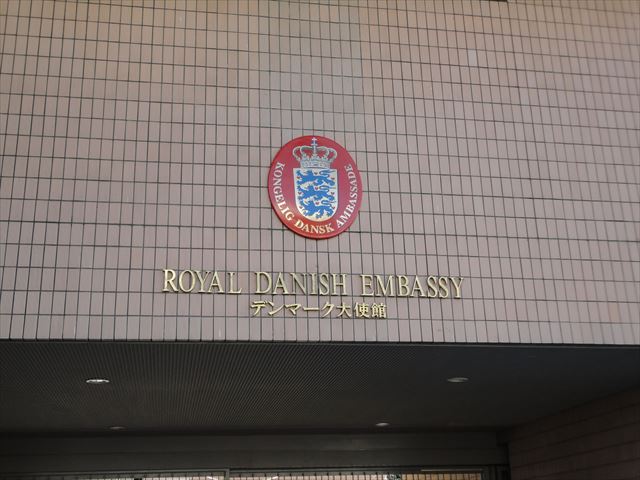 KONGELIG DANSK AMBASSADE
ROYAL DANISH EMBASSY
デンマーク大使館